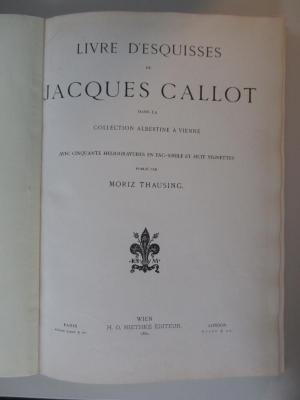 LIVRE D'ESQUISSES
DE
JACQUES CALLOT
DANS LA
COLLECTION ALBERTINE A VIENNE
AVEC CINQUANTE HÉLIOGRAVURES EN FAC-SIMILE ET HUIT VIGNETTES
PUBLIÉ PAR
MORIZ THAUSING.
WIEN
PARIS
H. O. MIETHKE ÉDITEUR.
LONDON